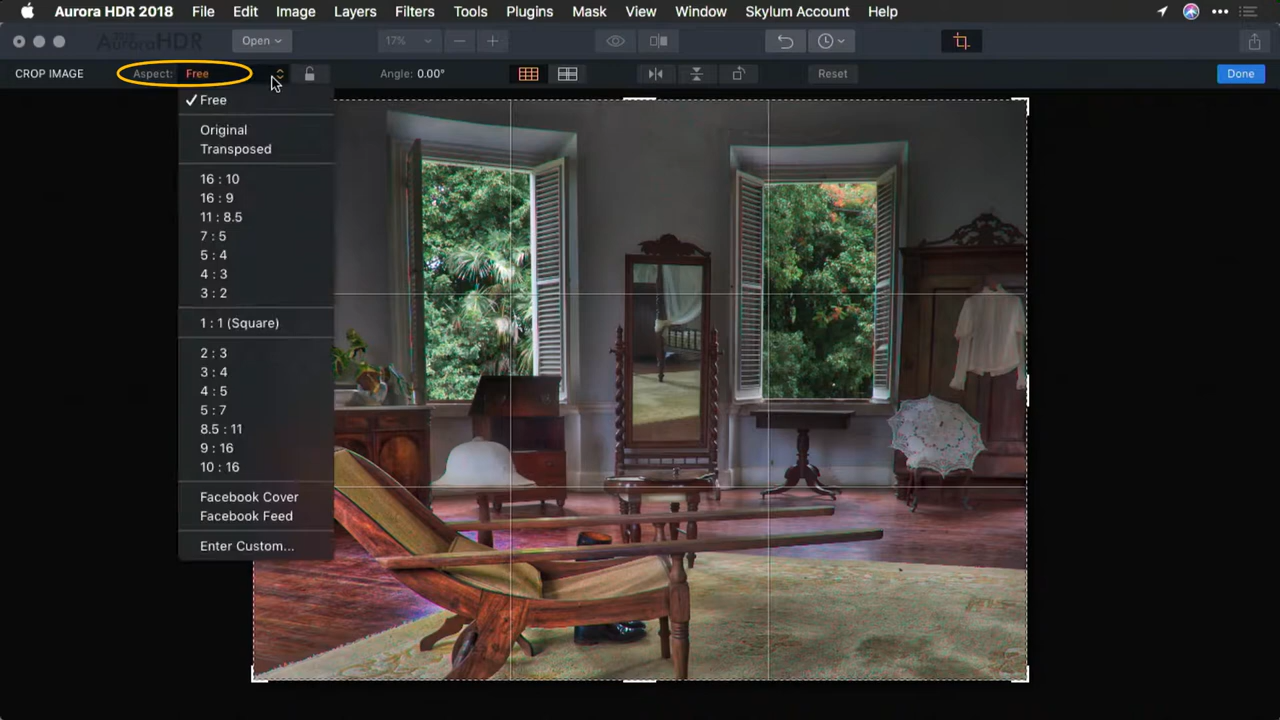 Aurora HDR 2018 File Edit Image Layers Filters Tools Plugins Mask View Window Skylum Account Help
AuroraHDR Open 17%
CROP IMAGE Aspect: Free Angle: 0.00° Reset Done
Free
Original
Transposed
16 : 10
16 : 9
11 : 8.5
7 : 5
5 : 4
4 : 3
3 : 2
1 : 1 (Square)
2 : 3
3 : 4
4 : 5
5 : 7
8.5 : 11
9 : 16
10 : 16
Facebook Cover
Facebook Feed
Enter Custom...